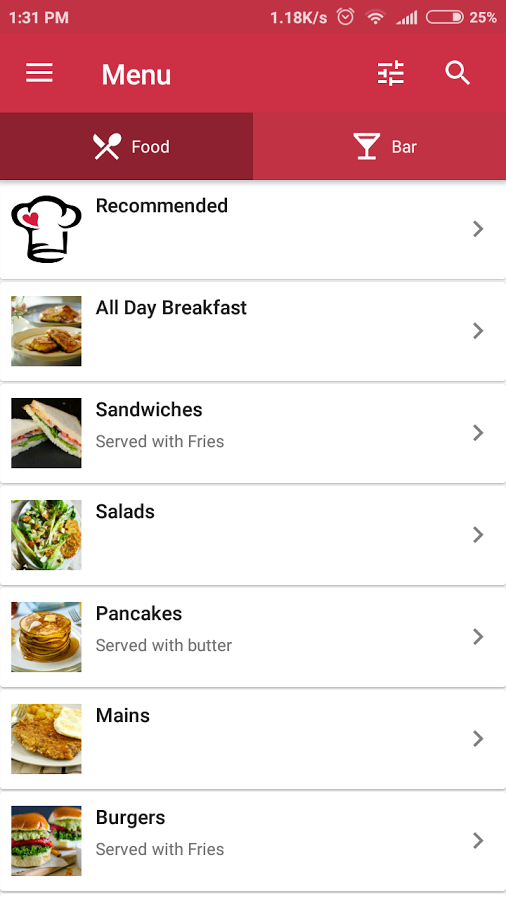 1:31 PM 1.18K/s 25%
Menu
Food Bar
Recommended
All Day Breakfast
Sandwiches
Served with Fries
Salads
Pancakes
Served with butter
Mains
Burgers
Served with Fries